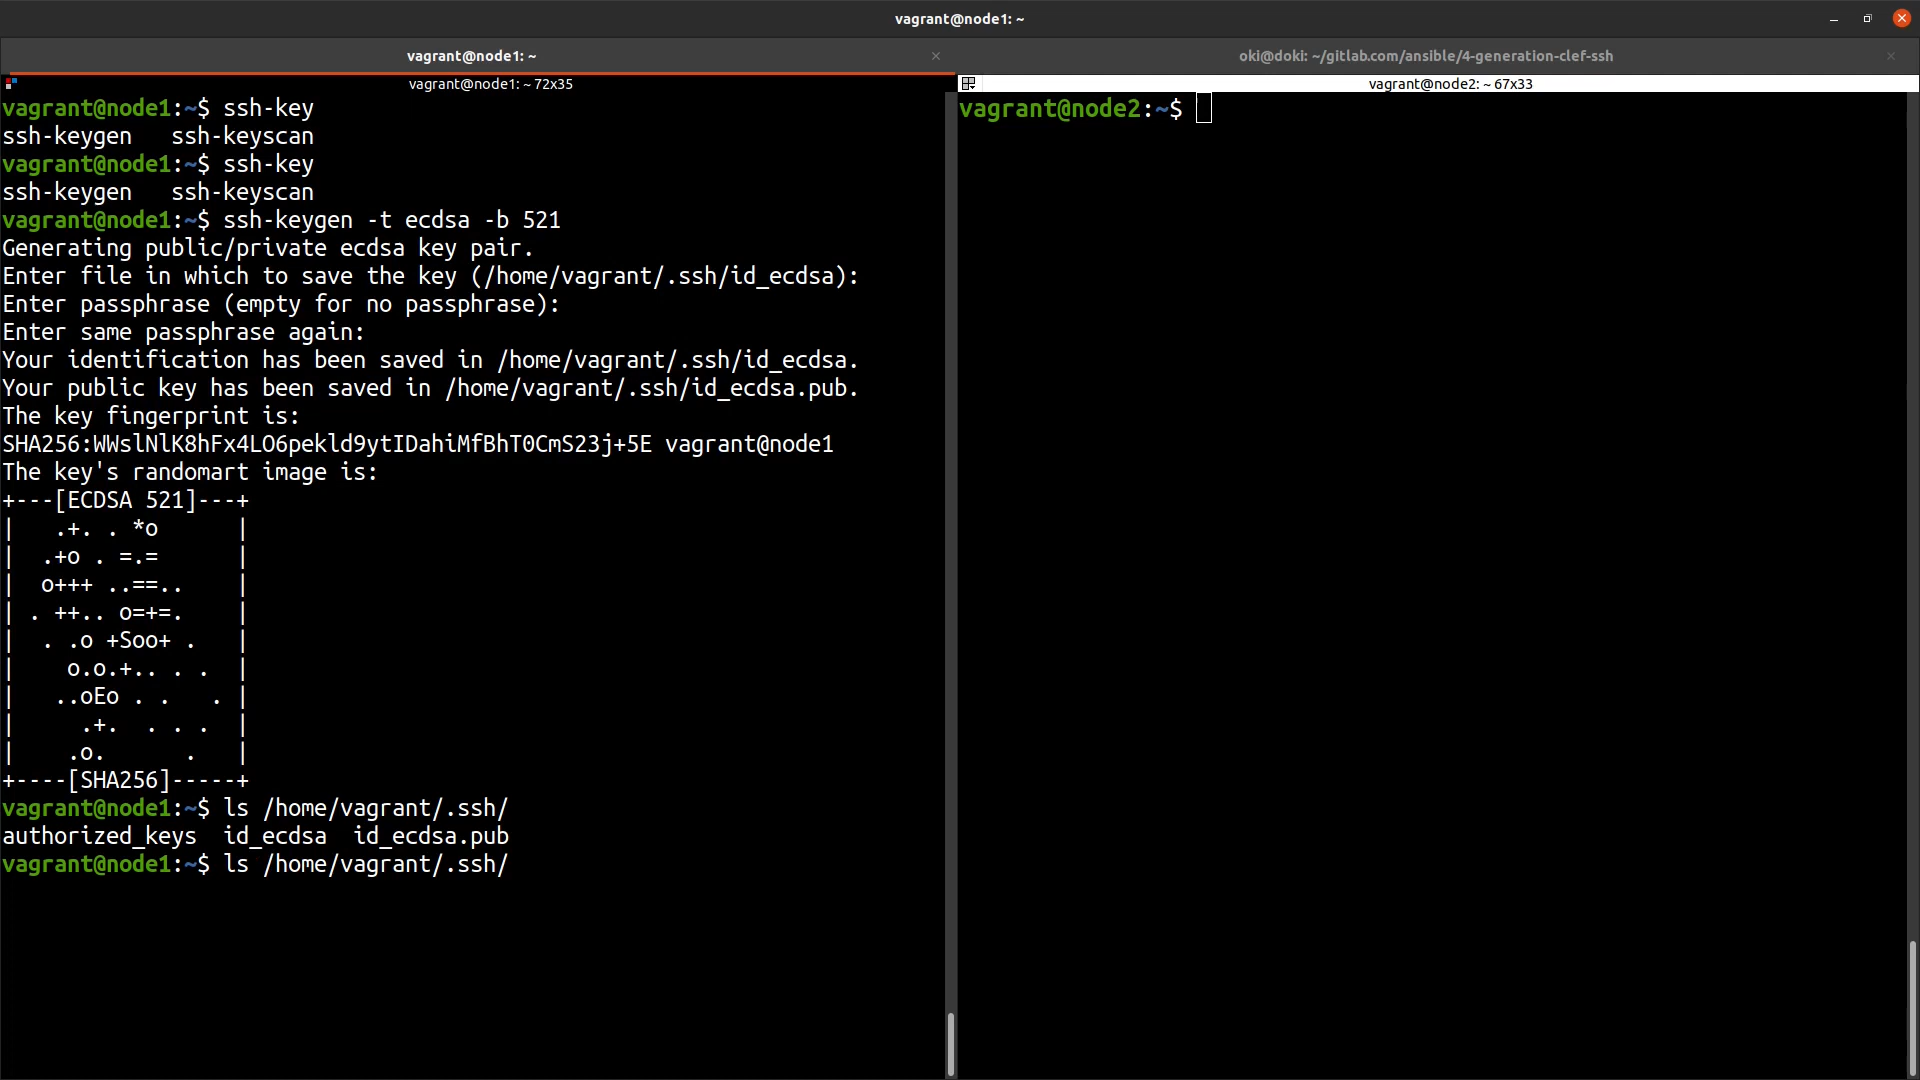 vagrant@node1: ~
vagrant@node1: ~
oki@doki: ~/gitlab.com/ansible/4-generation-clef-ssh
vagrant@node1: ~ 72x35
vagrant@node1:~$ ssh-key
ssh-keygen   ssh-keyscan
vagrant@node1:~$ ssh-key
ssh-keygen   ssh-keyscan
vagrant@node1:~$ ssh-keygen -t ecdsa -b 521
Generating public/private ecdsa key pair.
Enter file in which to save the key (/home/vagrant/.ssh/id_ecdsa):
Enter passphrase (empty for no passphrase):
Enter same passphrase again:
Your identification has been saved in /home/vagrant/.ssh/id_ecdsa.
Your public key has been saved in /home/vagrant/.ssh/id_ecdsa.pub.
The key fingerprint is:
SHA256:WWslNlK8hFx4LO6pekld9ytIDahiMfBhT0CmS23j+5E vagrant@node1
The key's randomart image is:
+---[ECDSA 521]---+
|   .+. . *o      |
|  .+o . =.=      |
|  o+++ ..==..    |
| . ++.. o=+=.    |
|  . .o +Soo+ .   |
|    o.o.+.. . .  |
|   ..oEo . .   . |
|     .+.  . . .  |
|    .o.      .   |
+----[SHA256]-----+
vagrant@node1:~$ ls /home/vagrant/.ssh/
authorized_keys  id_ecdsa  id_ecdsa.pub
vagrant@node1:~$ ls /home/vagrant/.ssh/
vagrant@node2: ~ 67x33
vagrant@node2:~$